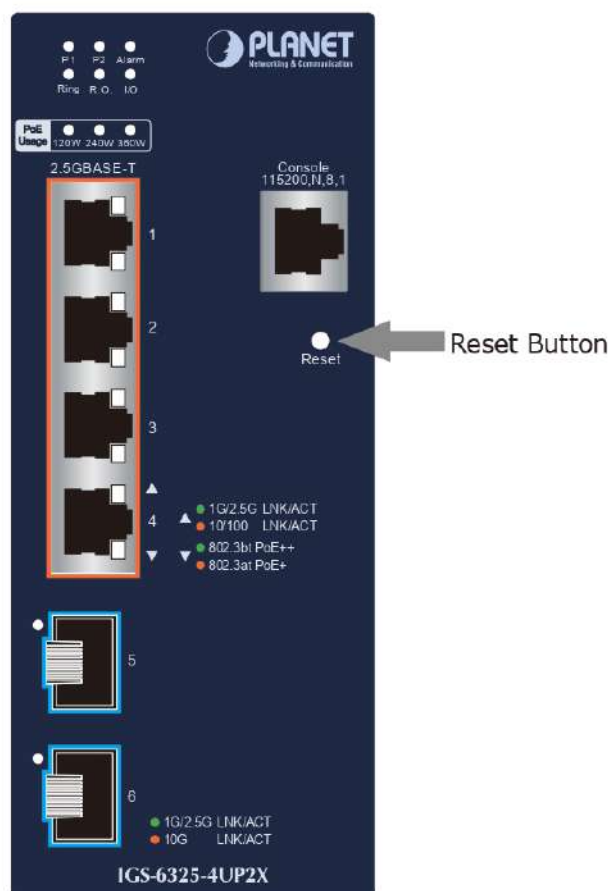 PLANET
Networking & Communication
P1 P2 Alarm
Ring R.O. I/O
PoE Usage 120W 240W 360W
2.5GBASE-T
Console
115200,N,8,1
1
2
Reset
Reset Button
3
4
1G/2.5G LNK/ACT
10/100 LNK/ACT
802.3bt PoE++
802.3at PoE+
5
6
1G/2.5G LNK/ACT
10G LNK/ACT
IGS-6325-4UP2X